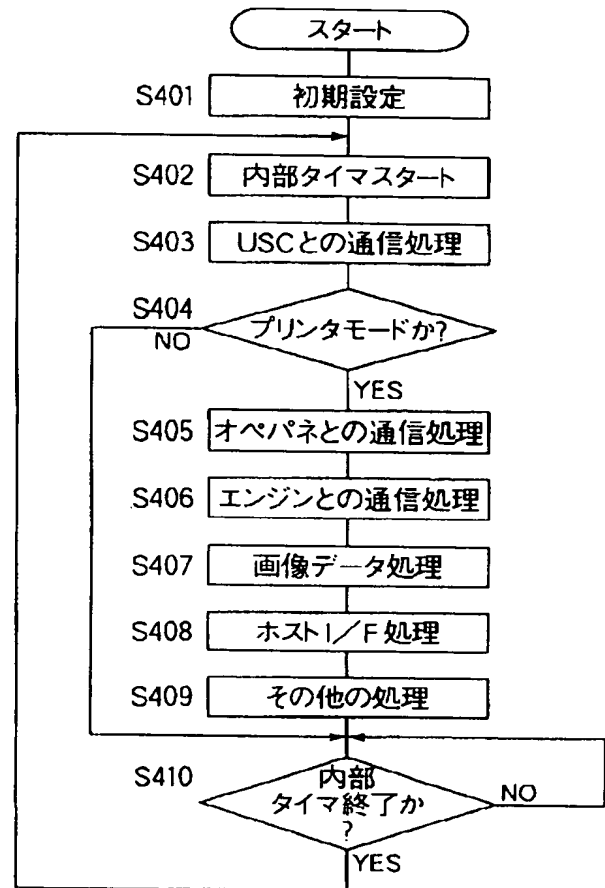 スタート
S401
初期設定
S402
内部タイマスタート
S403
USCとの通信処理
S404
プリンタモードか?
NO
YES
S405
オペパネとの通信処理
S406
エンジンとの通信処理
S407
画像データ処理
S408
ホストI/F処理
S409
その他の処理
S410
内部
タイマ終了か
?
NO
YES